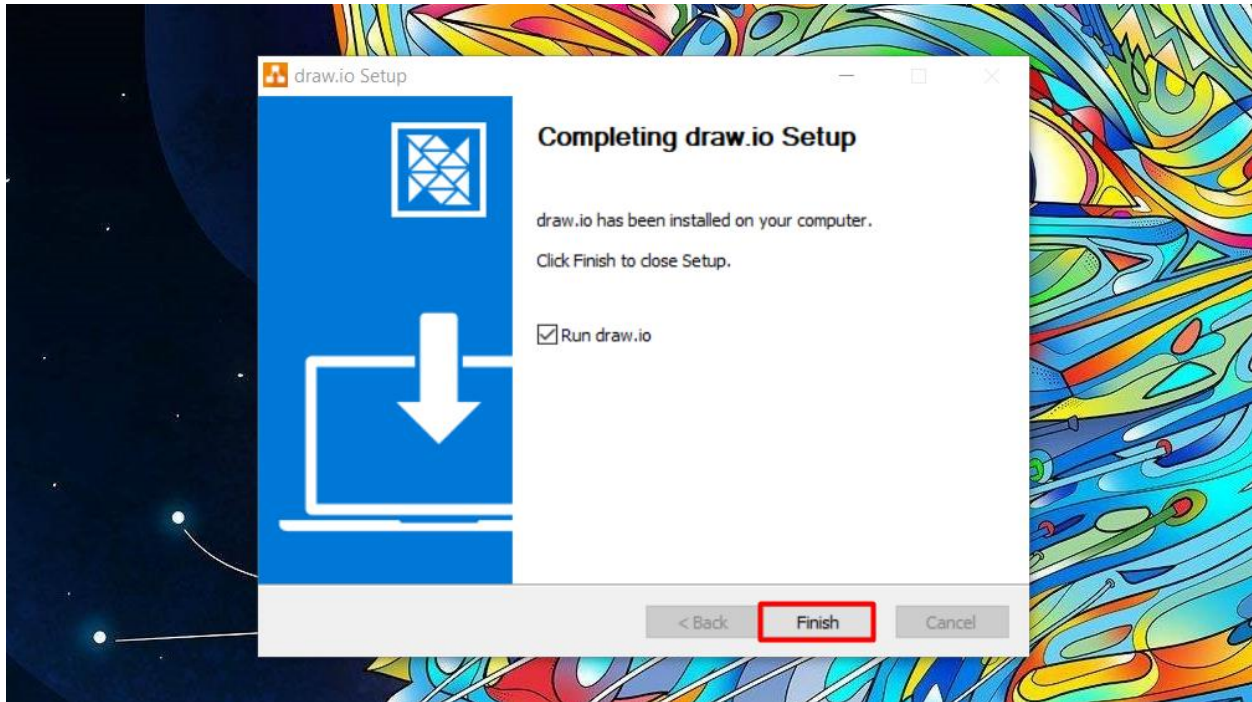 draw.io Setup
Completing draw.io Setup
draw.io has been installed on your computer.
Click Finish to close Setup.
Run draw.io
< Back
Finish
Cancel